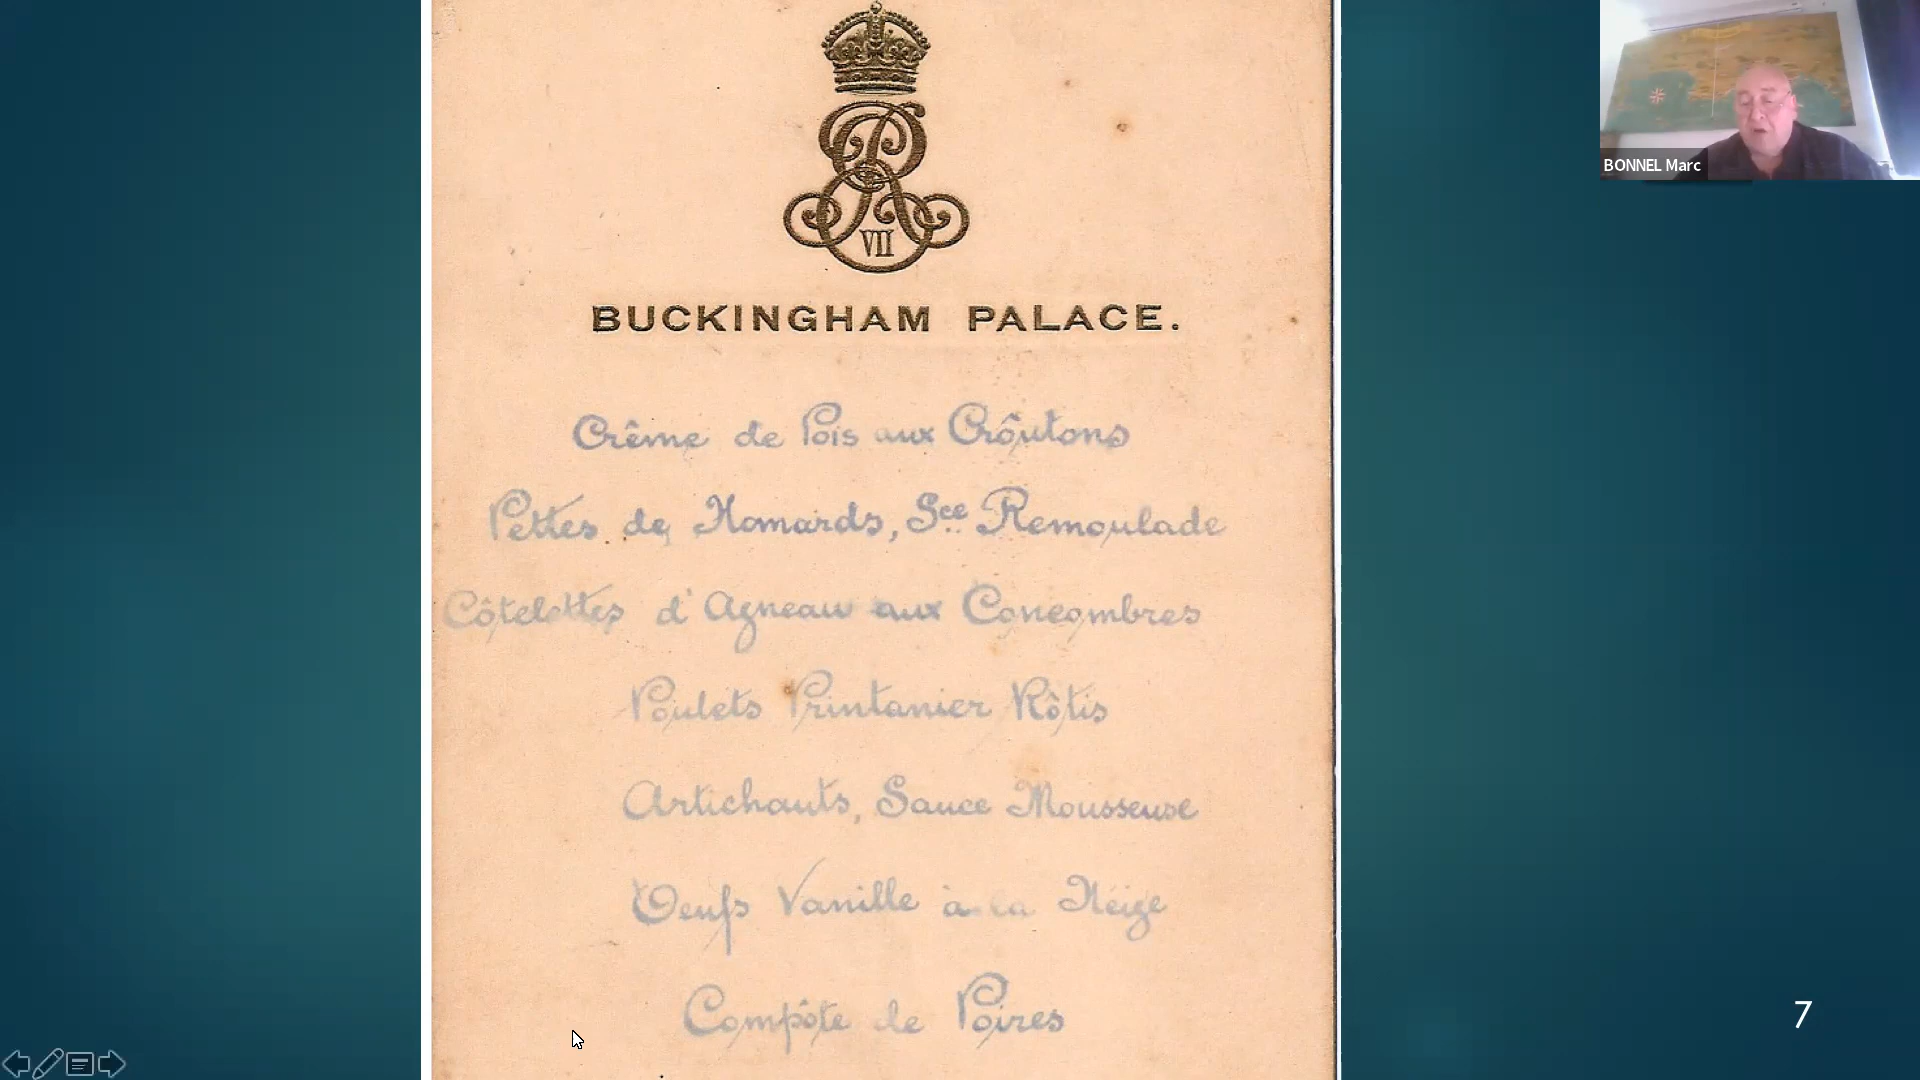 VII
BUCKINGHAM PALACE.
Crême de Pois aux Croûtons
Pettes de Homards, Sce Remoulade
Côtelettes d'Agneau aux Concombres
Poulets Printanier Rôtis
Artichauts, Sauce Mousseuse
Oeufs Vanille à la Neige
Compôte de Poires
BONNEL Marc
7